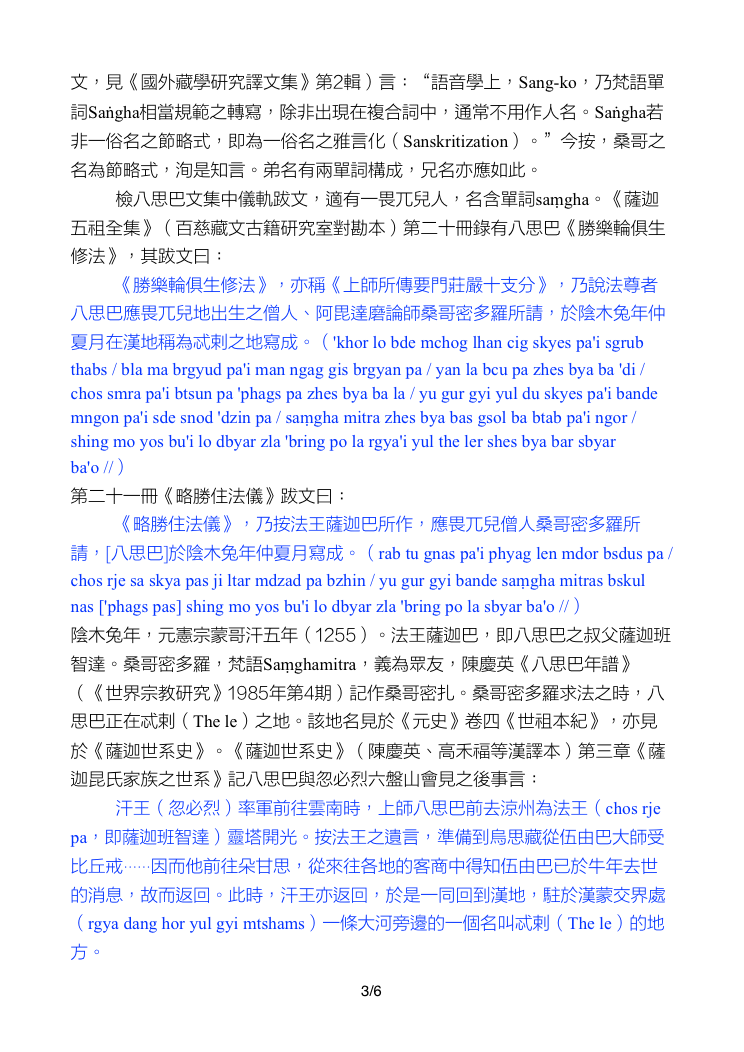 文，見《國外藏學研究譯文集》第2輯）言：“語音學上，Sang-ko，乃梵語單
詞Saṅgha相當規範之轉寫，除非出現在複合詞中，通常不用作人名。Saṅgha若
非一俗名之節略式，即為一俗名之雅言化（Sanskritization）。”今按，桑哥之
名為節略式，洵是知言。弟名有兩單詞構成，兄名亦應如此。
檢八思巴文集中儀軌跋文，適有一畏兀兒人，名含單詞saṃgha。《薩迦
五祖全集》（百慈藏文古籍研究室對勘本）第二十冊錄有八思巴《勝樂輪俱生
修法》，其跋文曰：
《勝樂輪俱生修法》，亦稱《上師所傳要門莊嚴十支分》，乃說法尊者
八思巴應畏兀兒地出生之僧人、阿毘達磨論師桑哥密多羅所請，於陰木兔年仲
夏月在漢地稱為忒剌之地寫成。（'khor lo bde mchog lhan cig skyes pa'i sgrub
thabs / bla ma brgyud pa'i man ngag gis brgyan pa / yan la bcu pa zhes bya ba 'di /
chos smra pa'i btsun pa 'phags pa zhes bya ba la / yu gur gyi yul du skyes pa'i bande
mngon pa'i sde snod 'dzin pa / saṃgha mitra zhes bya bas gsol ba btab pa'i ngor /
shing mo yos bu'i lo dbyar zla 'bring po la rgya'i yul the ler shes bya bar sbyar
ba'o //）
第二十一冊《略勝住法儀》跋文曰：
《略勝住法儀》，乃按法王薩迦巴所作，應畏兀兒僧人桑哥密多羅所
請，[八思巴]於陰木兔年仲夏月寫成。（rab tu gnas pa'i phyag len mdor bsdus pa /
chos rje sa skya pas ji ltar mdzad pa bzhin / yu gur gyi bande saṃgha mitras bskul
nas ['phags pas] shing mo yos bu'i lo dbyar zla 'bring po la sbyar ba'o //）
陰木兔年，元憲宗蒙哥汗五年（1255）。法王薩迦巴，即八思巴之叔父薩迦班
智達。桑哥密多羅，梵語Saṃghamitra，義為眾友，陳慶英《八思巴年譜》
（《世界宗教研究》1985年第4期）記作桑哥密扎。桑哥密多羅求法之時，八
思巴正在忒剌（The le）之地。該地名見於《元史》卷四《世祖本紀》，亦見
於《薩迦世系史》。《薩迦世系史》（陳慶英、高禾福等漢譯本）第三章《薩
迦昆氏家族之世系》記八思巴與忽必烈六盤山會見之後事言：
汗王（忽必烈）率軍前往雲南時，上師八思巴前去涼州為法王（chos rje
pa，即薩迦班智達）靈塔開光。按法王之遺言，準備到烏思藏從伍由巴大師受
比丘戒……因而他前往朵甘思，從來往各地的客商中得知伍由巴已於牛年去世
的消息，故而返回。此時，汗王亦返回，於是一同回到漢地，駐於漢蒙交界處
（rgya dang hor yul gyi mtshams）一條大河旁邊的一個名叫忒剌（The le）的地
方。
3/6